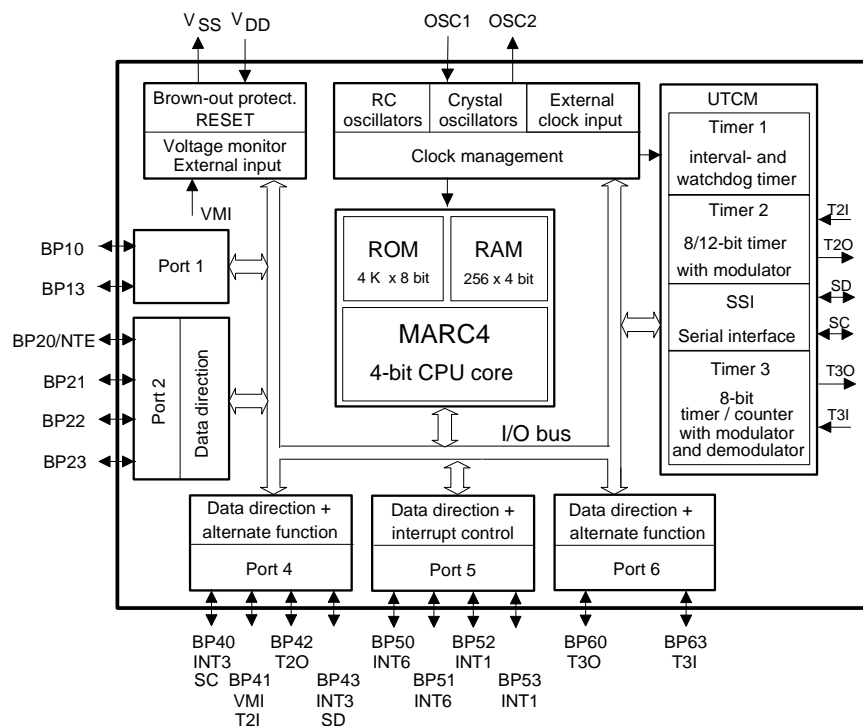 VSS
VDD
OSC1
OSC2
Brown-out protect.
RESET
Voltage monitor
External input
VMI
RC
oscillators
Crystal
oscillators
External
clock input
Clock management
UTCM
Timer 1
interval- and
watchdog timer
Timer 2
8/12-bit timer
with modulator
SSI
Serial interface
Timer 3
8-bit
timer / counter
with modulator
and demodulator
T2I
T2O
SD
SC
T3O
T3I
ROM
4 K x 8 bit
RAM
256 x 4 bit
MARC4
4-bit CPU core
I/O bus
BP10
BP13
Port 1
BP20/NTE
BP21
BP22
BP23
Port 2
Data direction
Data direction +
alternate function
Port 4
Data direction +
interrupt control
Port 5
Data direction +
alternate function
Port 6
BP40
INT3
SC
BP41
VMI
T2I
BP42
T2O
BP43
INT3
SD
BP50
INT6
BP51
INT6
BP52
INT1
BP53
INT1
BP60
T3O
BP63
T3I